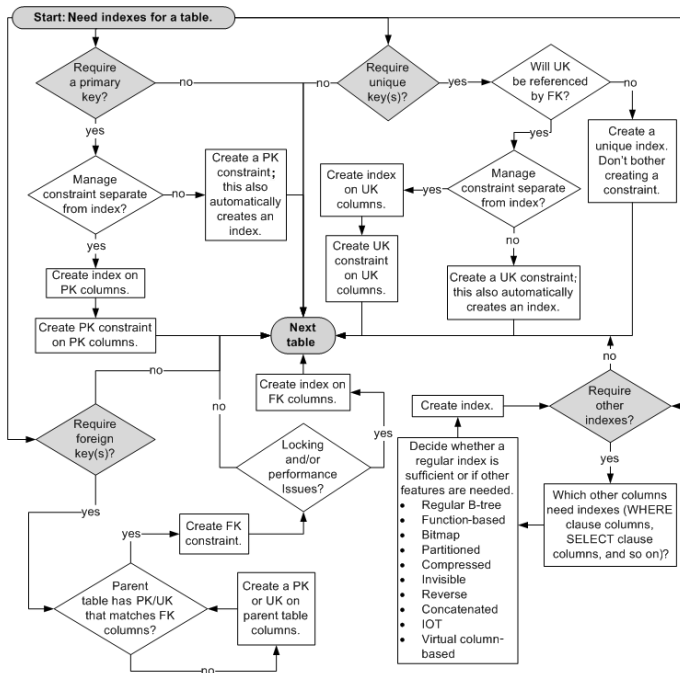 Start: Need indexes for a table.
Require
a primary
key?
no
no
Require
unique
key(s)?
yes
Will UK
be referenced
by FK?
no
yes
yes
Create a PK
constraint;
this also
automatically
creates an
index.
Create a
unique index.
Don't bother
creating a
constraint.
Manage
constraint separate
from index?
no
Create index
on UK
columns.
yes
Manage
constraint separate
from index?
yes
no
Create index on
PK columns.
Create UK
constraint
on UK
columns.
Create a UK constraint;
this also automatically
creates an index.
Create PK constraint
on PK columns.
Next
table
no
no
Create index on
FK columns.
Require
foreign
key(s)?
no
yes
Locking
and/or
performance
Issues?
Create index.
Require
other
indexes?
yes
yes
Decide whether a
regular index is
sufficient or if other
features are needed.
• Regular B-tree
• Function-based
• Bitmap
• Partitioned
• Compressed
• Invisible
• Reverse
• Concatenated
• IOT
• Virtual column-
based
Which other columns
need indexes (WHERE
clause columns,
SELECT clause
columns, and so on)?
yes
Create FK
constraint.
Parent
table has PK/UK
that matches FK
columns?
Create a PK
or UK on
parent table
columns.
no